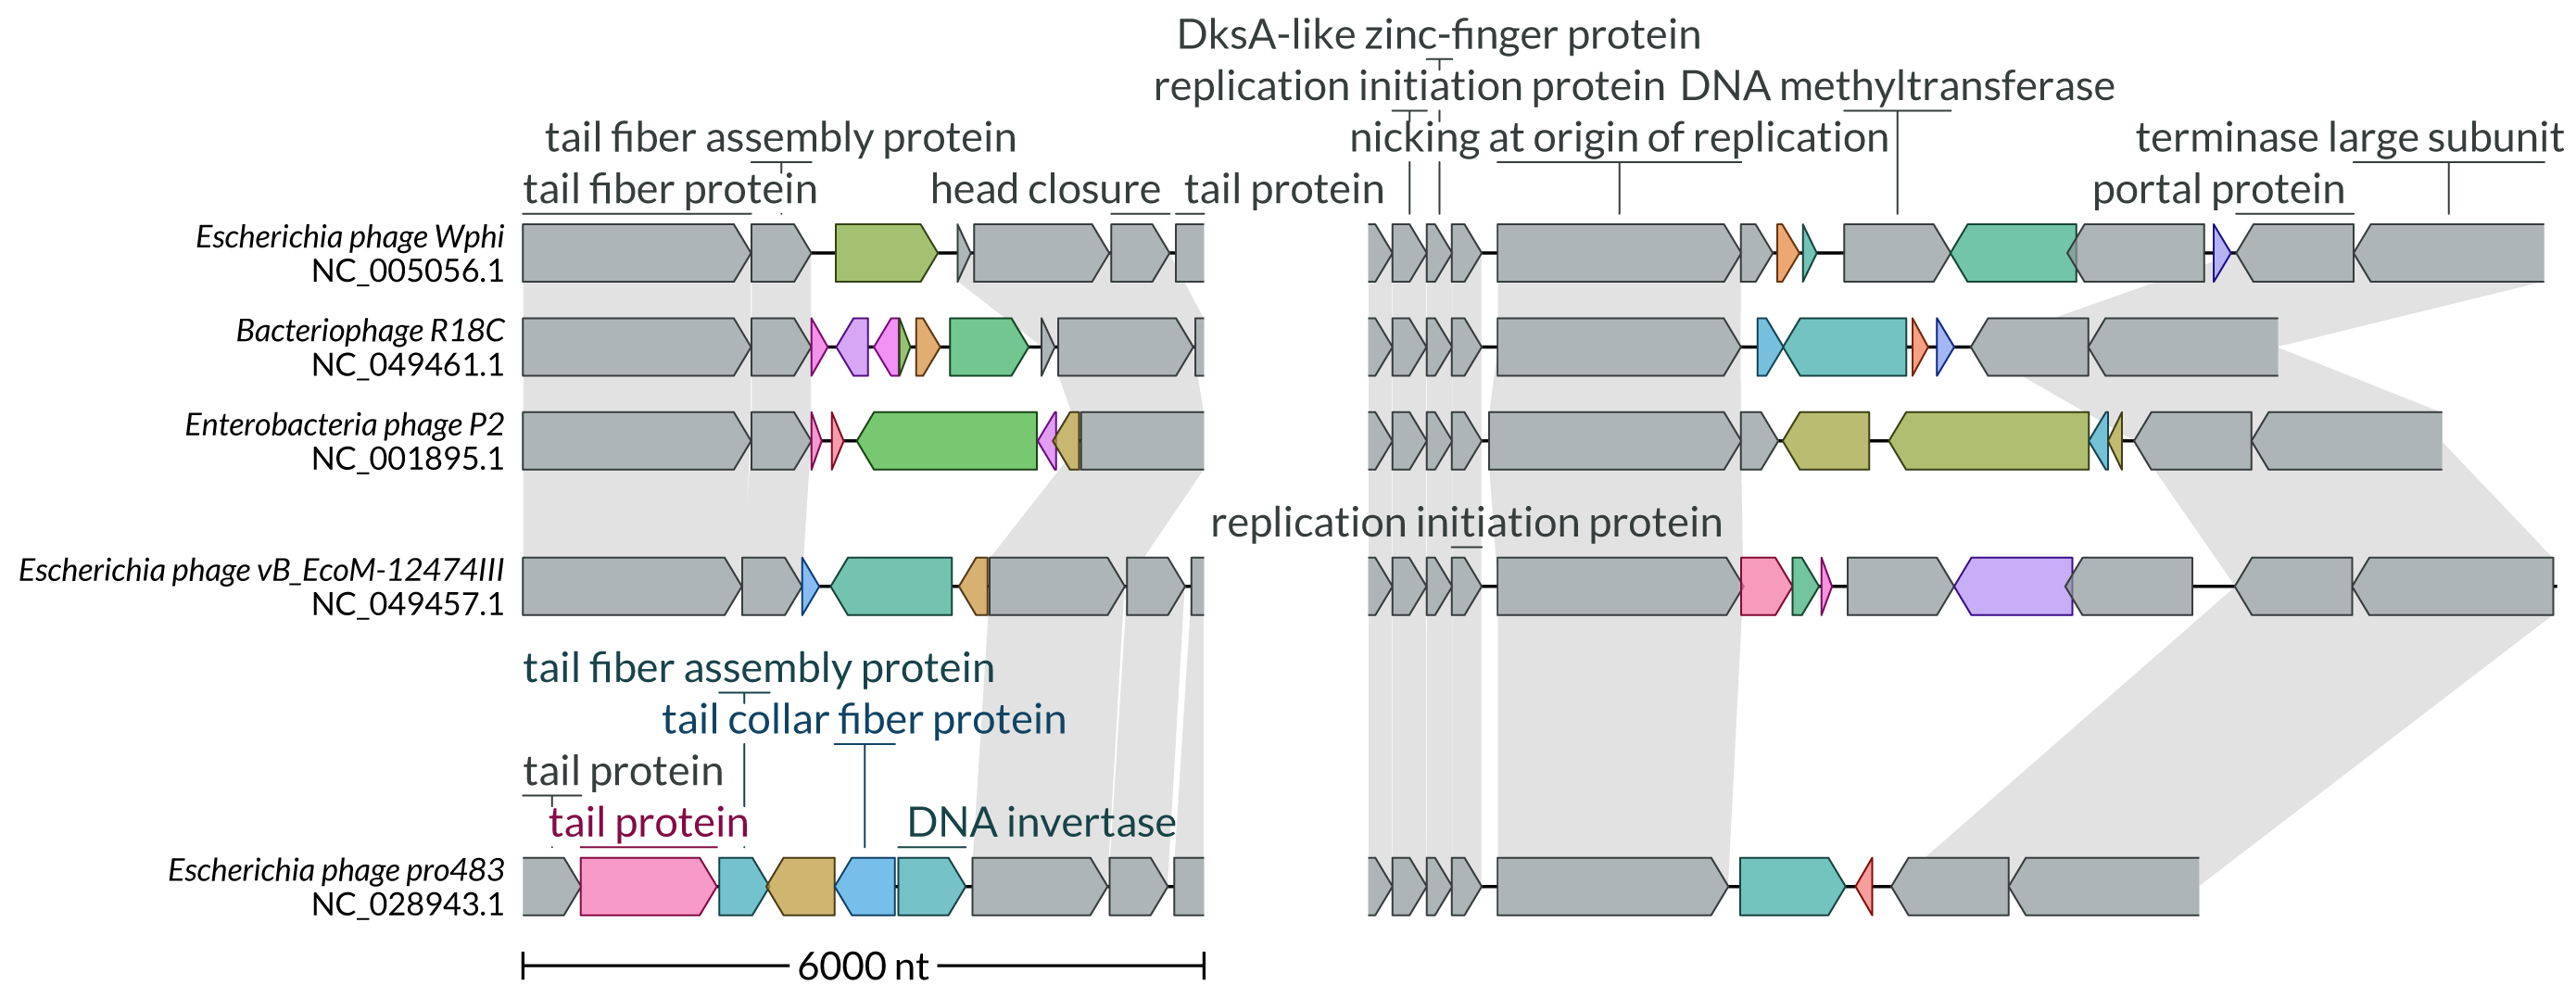 DksA-like zinc-finger protein
replication initiation protein DNA methyltransferase
tail fiber assembly protein nicking at origin of replication terminase large subunit
tail fiber protein head closure tail protein portal protein
Escherichia phage Wphi
NC_005056.1
Bacteriophage R18C
NC_049461.1
Enterobacteria phage P2
NC_001895.1
replication initiation protein
Escherichia phage vB_EcoM-12474III
NC_049457.1
tail fiber assembly protein
tail collar fiber protein
tail protein
tail protein DNA invertase
Escherichia phage pro483
NC_028943.1
6000 nt